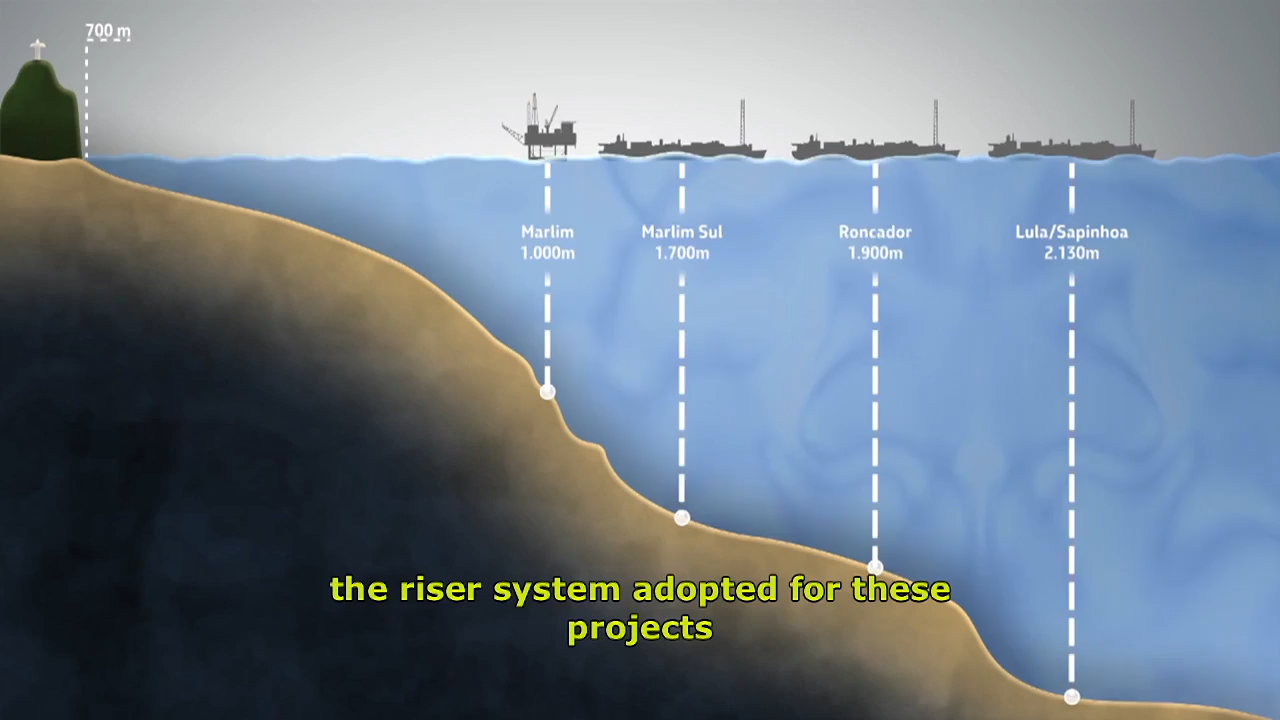 700 m
Marlim
1.000m
Marlim Sul
1.700m
Roncador
1.900m
Lula/Sapinhoa
2.130m
the riser system adopted for these
projects